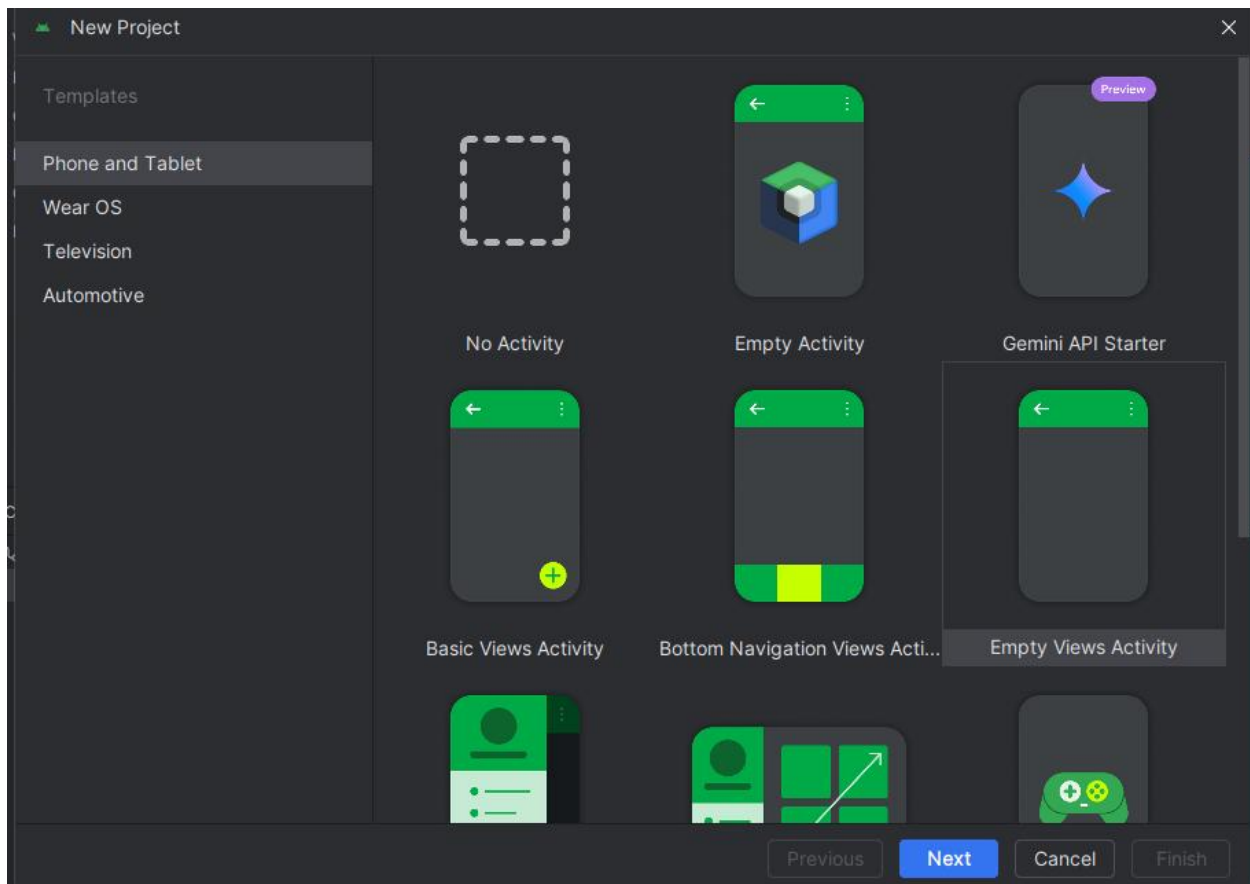 New Project
Templates
Phone and Tablet
Wear OS
Television
Automotive
Preview
No Activity
Empty Activity
Gemini API Starter
Basic Views Activity
Bottom Navigation Views Acti...
Empty Views Activity
Previous
Next
Cancel
Finish